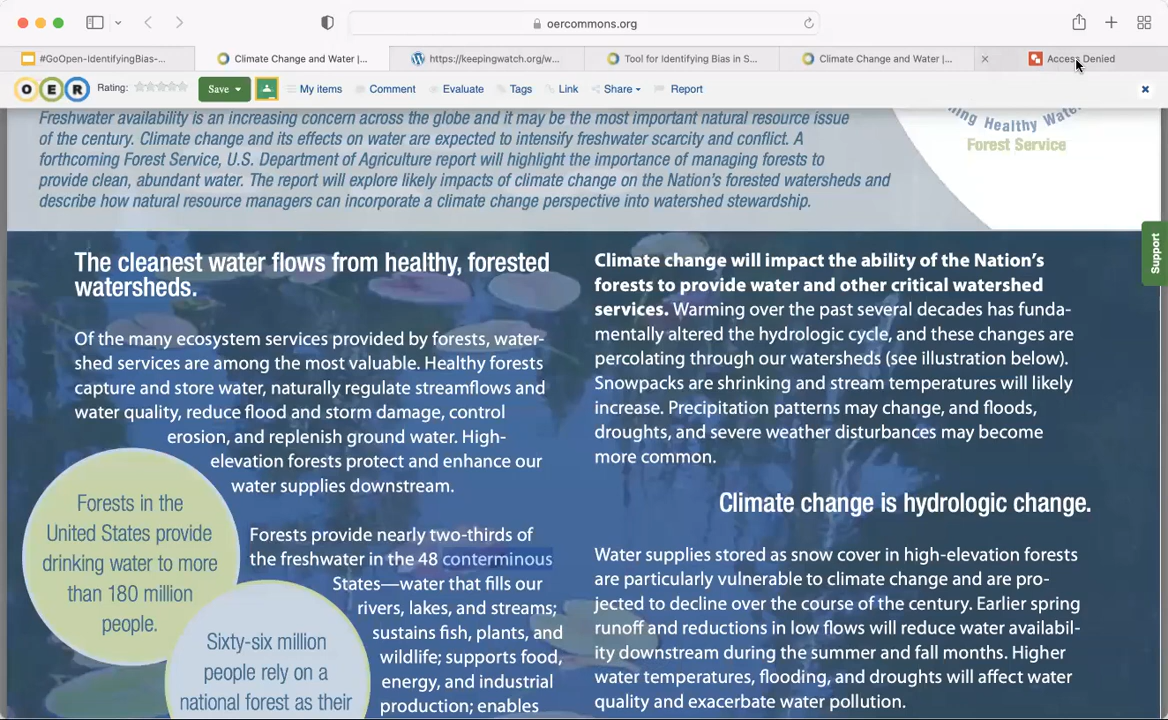 oercommons.org
#GoOpen-IdentifyingBias-...
Climate Change and Water |...
https://keepingwatch.org/w...
Tool for Identifying Bias in S...
Climate Change and Water |...
Access Denied
OER
Rating:
Save
My items
Comment
Evaluate
Tags
Link
Share
Report
Freshwater availability is an increasing concern across the globe and it may be the most important natural resource issue
of the century. Climate change and its effects on water are expected to intensify freshwater scarcity and conflict. A
forthcoming Forest Service, U.S. Department of Agriculture report will highlight the importance of managing forests to
provide clean, abundant water. The report will explore likely impacts of climate change on the Nation's forested watersheds and
describe how natural resource managers can incorporate a climate change perspective into watershed stewardship.
Healthy
Forest Service
Support
The cleanest water flows from healthy, forested
watersheds.
Of the many ecosystem services provided by forests, water-
shed services are among the most valuable. Healthy forests
capture and store water, naturally regulate streamflows and
water quality, reduce flood and storm damage, control
erosion, and replenish ground water. High-
elevation forests protect and enhance our
water supplies downstream.
Forests in the
United States provide
drinking water to more
than 180 million
people.
Forests provide nearly two-thirds of
the freshwater in the 48 conterminous
States—water that fills our
rivers, lakes, and streams;
sustains fish, plants, and
wildlife; supports food,
energy, and industrial
production; enables
Sixty-six million
people rely on a
national forest as their
Climate change will impact the ability of the Nation's
forests to provide water and other critical watershed
services. Warming over the past several decades has funda-
mentally altered the hydrologic cycle, and these changes are
percolating through our watersheds (see illustration below).
Snowpacks are shrinking and stream temperatures will likely
increase. Precipitation patterns may change, and floods,
droughts, and severe weather disturbances may become
more common.
Climate change is hydrologic change.
Water supplies stored as snow cover in high-elevation forests
are particularly vulnerable to climate change and are pro-
jected to decline over the course of the century. Earlier spring
runoff and reductions in low flows will reduce water availabil-
ity downstream during the summer and fall months. Higher
water temperatures, flooding, and droughts will affect water
quality and exacerbate water pollution.